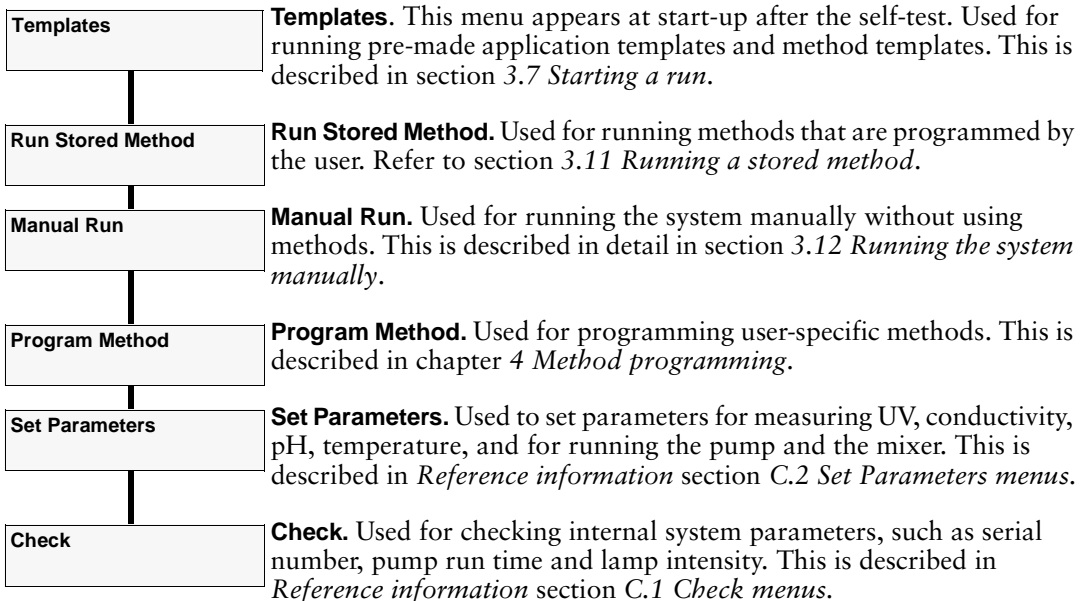 Templates
Templates. This menu appears at start-up after the self-test. Used for
running pre-made application templates and method templates. This is
described in section 3.7 Starting a run.
Run Stored Method
Run Stored Method. Used for running methods that are programmed by
the user. Refer to section 3.11 Running a stored method.
Manual Run
Manual Run. Used for running the system manually without using
methods. This is described in detail in section 3.12 Running the system
manually.
Program Method
Program Method. Used for programming user-specific methods. This is
described in chapter 4 Method programming.
Set Parameters
Set Parameters. Used to set parameters for measuring UV, conductivity,
pH, temperature, and for running the pump and the mixer. This is
described in Reference information section C.2 Set Parameters menus.
Check
Check. Used for checking internal system parameters, such as serial
number, pump run time and lamp intensity. This is described in
Reference information section C.1 Check menus.